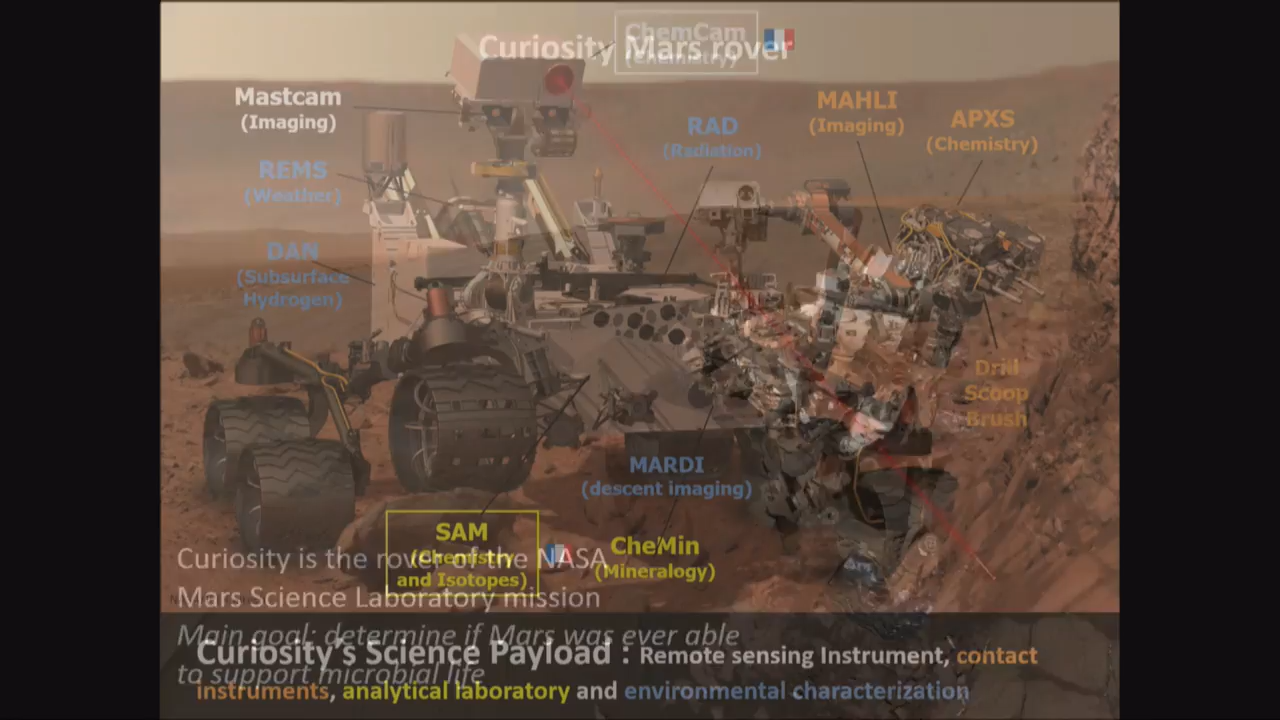 ChemCam
(Chemistry)
Curiosity Mars rover
Mastcam
(Imaging)
REMS
(Weather)
DAN
(Subsurface
Hydrogen)
RAD
(Radiation)
MAHLI
(Imaging)
APXS
(Chemistry)
Drill
Scoop
Brush
MARDI
(descent imaging)
SAM
(Chemistry
and Isotopes)
CheMin
(Mineralogy)
Curiosity is the rover of the NASA
Mars Science Laboratory mission
Main goal: determine if Mars was ever able
to support microbial life
Curiosity's Science Payload : Remote sensing Instrument, contact
instruments, analytical laboratory and environmental characterization